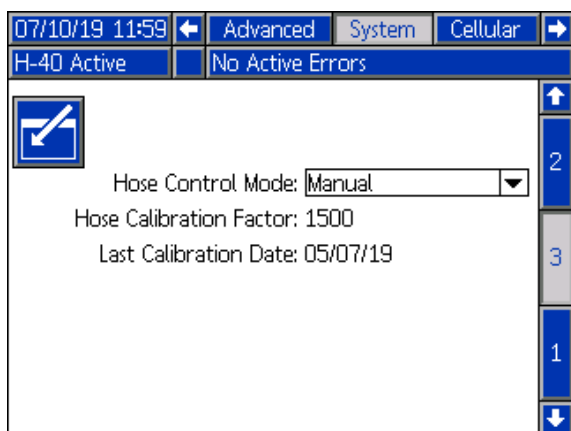 07/10/19 11:59 Advanced System Cellular
H-40 Active No Active Errors
2
Hose Control Mode: Manual
Hose Calibration Factor: 1500
Last Calibration Date: 05/07/19
3
1